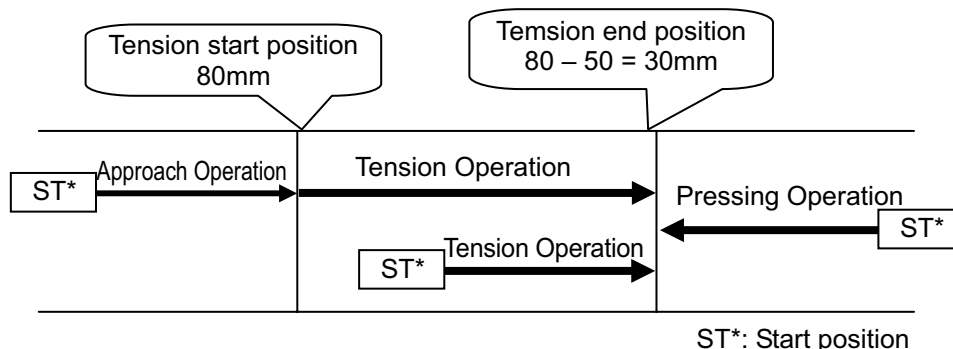 Tension start position
80mm
Temsion end position
80 – 50 = 30mm
Approach Operation
Tension Operation
ST*
Pressing Operation
ST*
Tension Operation
ST*
ST*: Start position